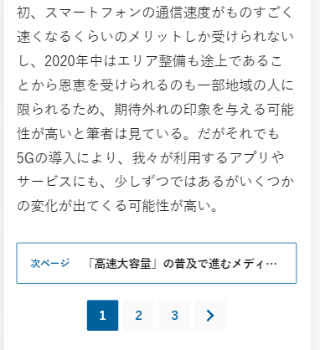 初、スマートフォンの通信速度がものすごく
速くなるくらいのメリットしか受けられない
し、2020年中はエリア整備も途上であるこ
とから恩恵を受けられるのも一部地域の人に
限られるため、期待外れの印象を与える可能
性が高いと筆者は見ている。だがそれでも
5Gの導入により、我々が利用するアプリや
サービスにも、少しずつではあるがいくつか
の変化が出てくる可能性が高い。
次ページ 「高速大容量」の普及で進むメディ…
1 2 3